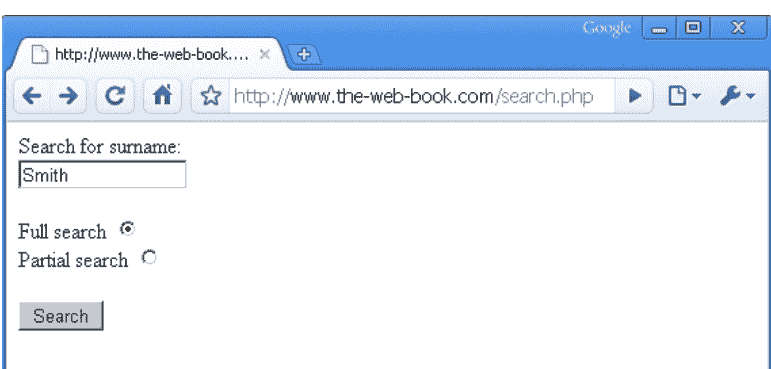 Google
http://www.the-web-book....
http://www.the-web-book.com/search.php
Search for surname:
Smith
Full search
Partial search
Search